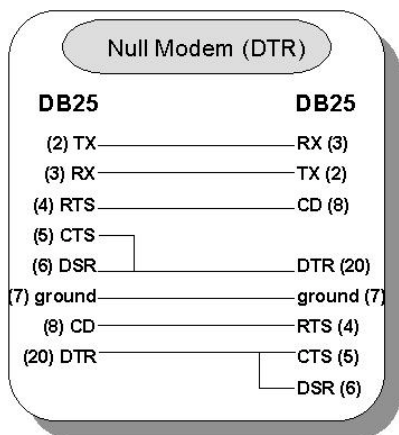 Null Modem (DTR)
DB25 DB25
(2) TX RX (3)
(3) RX TX (2)
(4) RTS CD (8)
(5) CTS
(6) DSR DTR (20)
(7) ground ground (7)
(8) CD RTS (4)
(20) DTR CTS (5)
DSR (6)